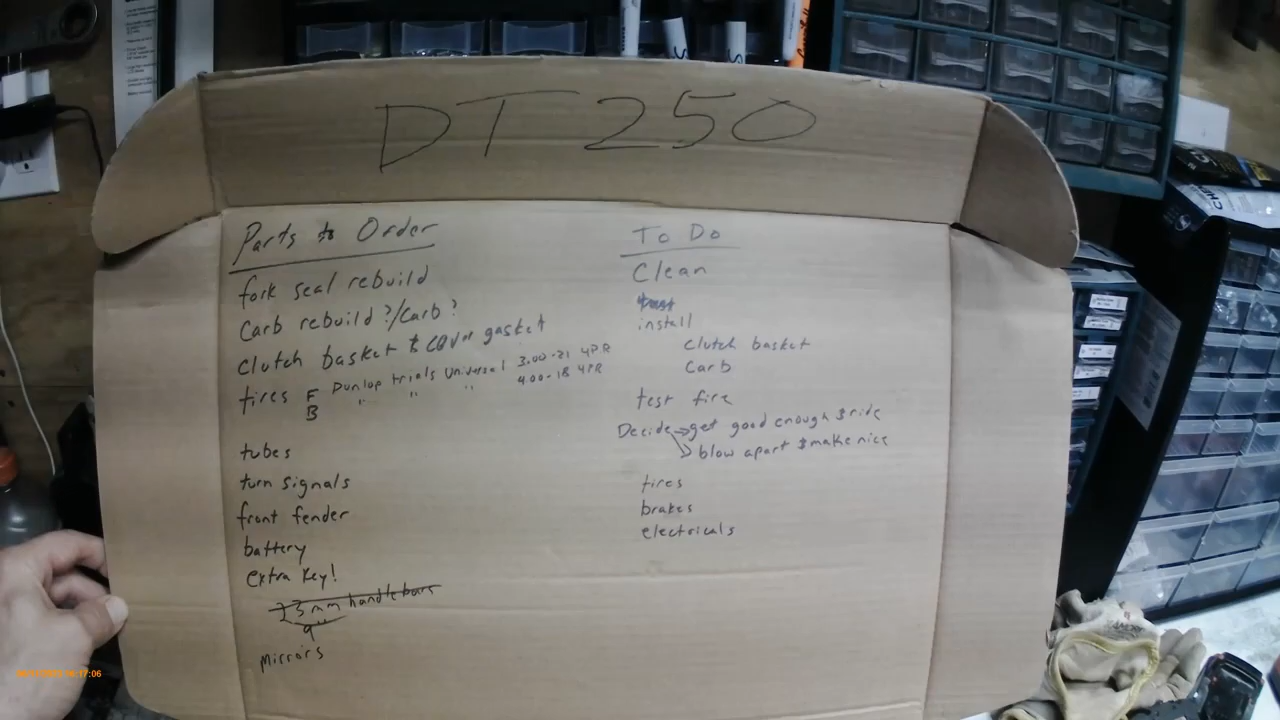 DT 250
Parts to Order
fork seal rebuild
Carb rebuild?/Carb?
clutch basket & cover gasket
tires F Dunlop trials Universal 3.00-21 4PR
B " " " 4.00-18 4PR
tubes
turn signals
front fender
battery
extra key!
handlebars
mirrors
To Do
Clean
install
clutch basket
Carb
test fire
Decide → get good enough & ride
→ blow apart & make nice
tires
brakes
electricals